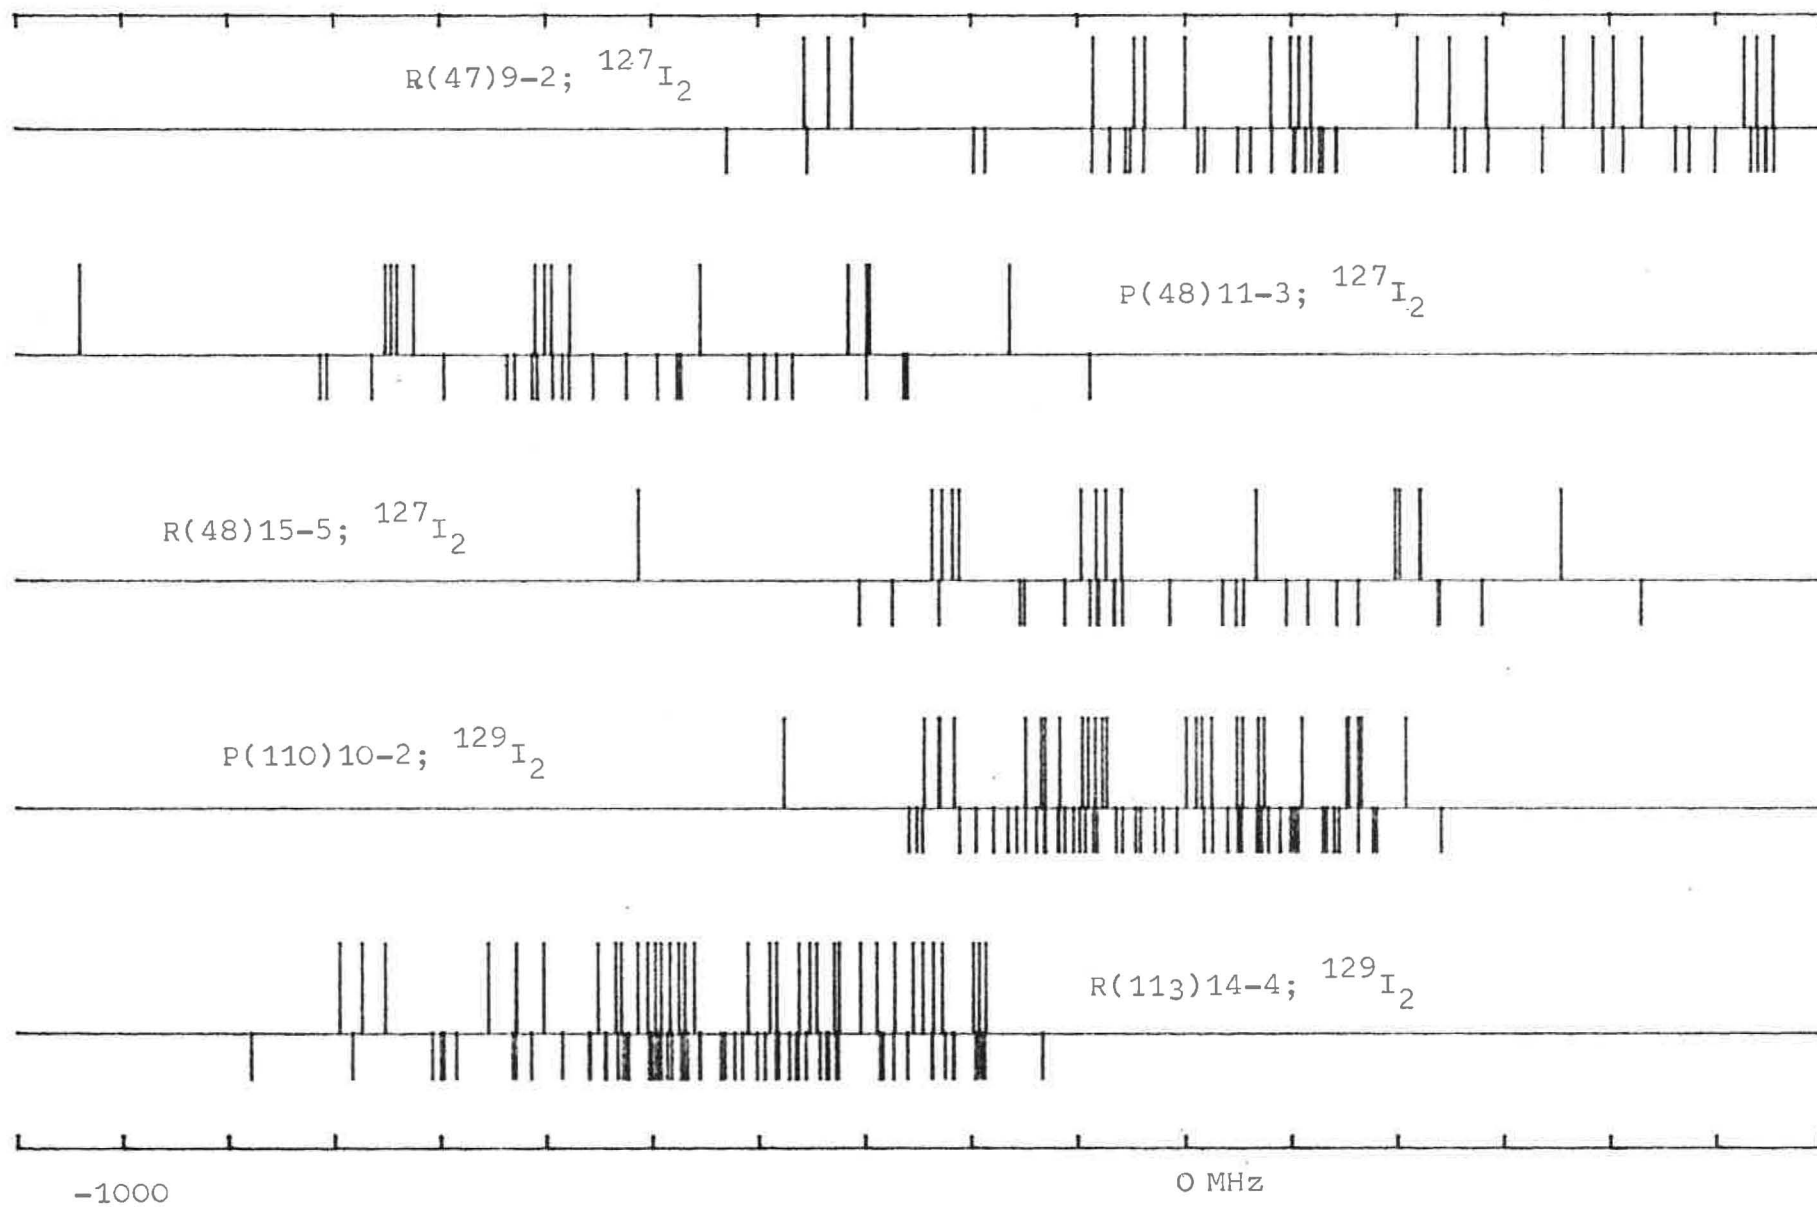 R(47)9-2; 127I2
P(48)11-3; 127I2
R(48)15-5; 127I2
P(110)10-2; 129I2
R(113)14-4; 129I2
-1000
0 MHz